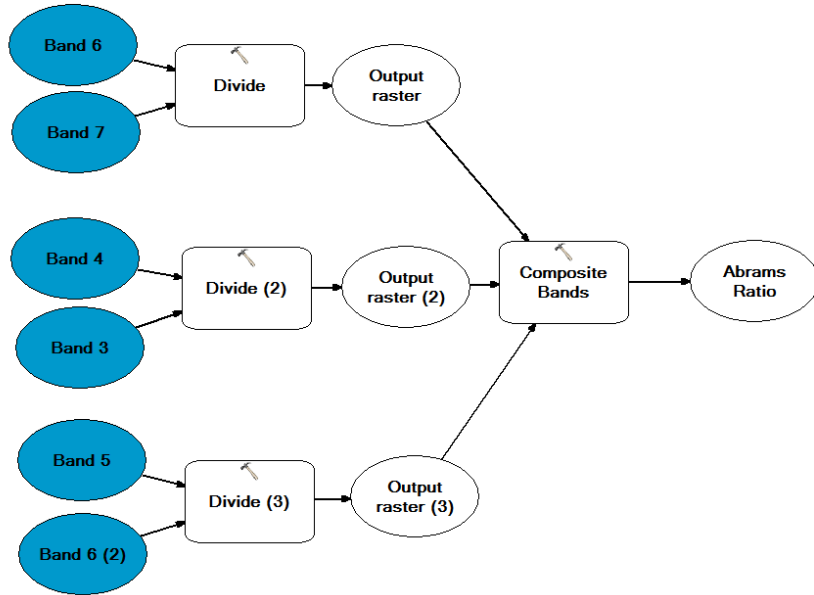 Band 6
Band 7
Divide
Output
raster
Band 4
Band 3
Divide (2)
Output
raster (2)
Composite
Bands
Abrams
Ratio
Band 5
Band 6 (2)
Divide (3)
Output
raster (3)